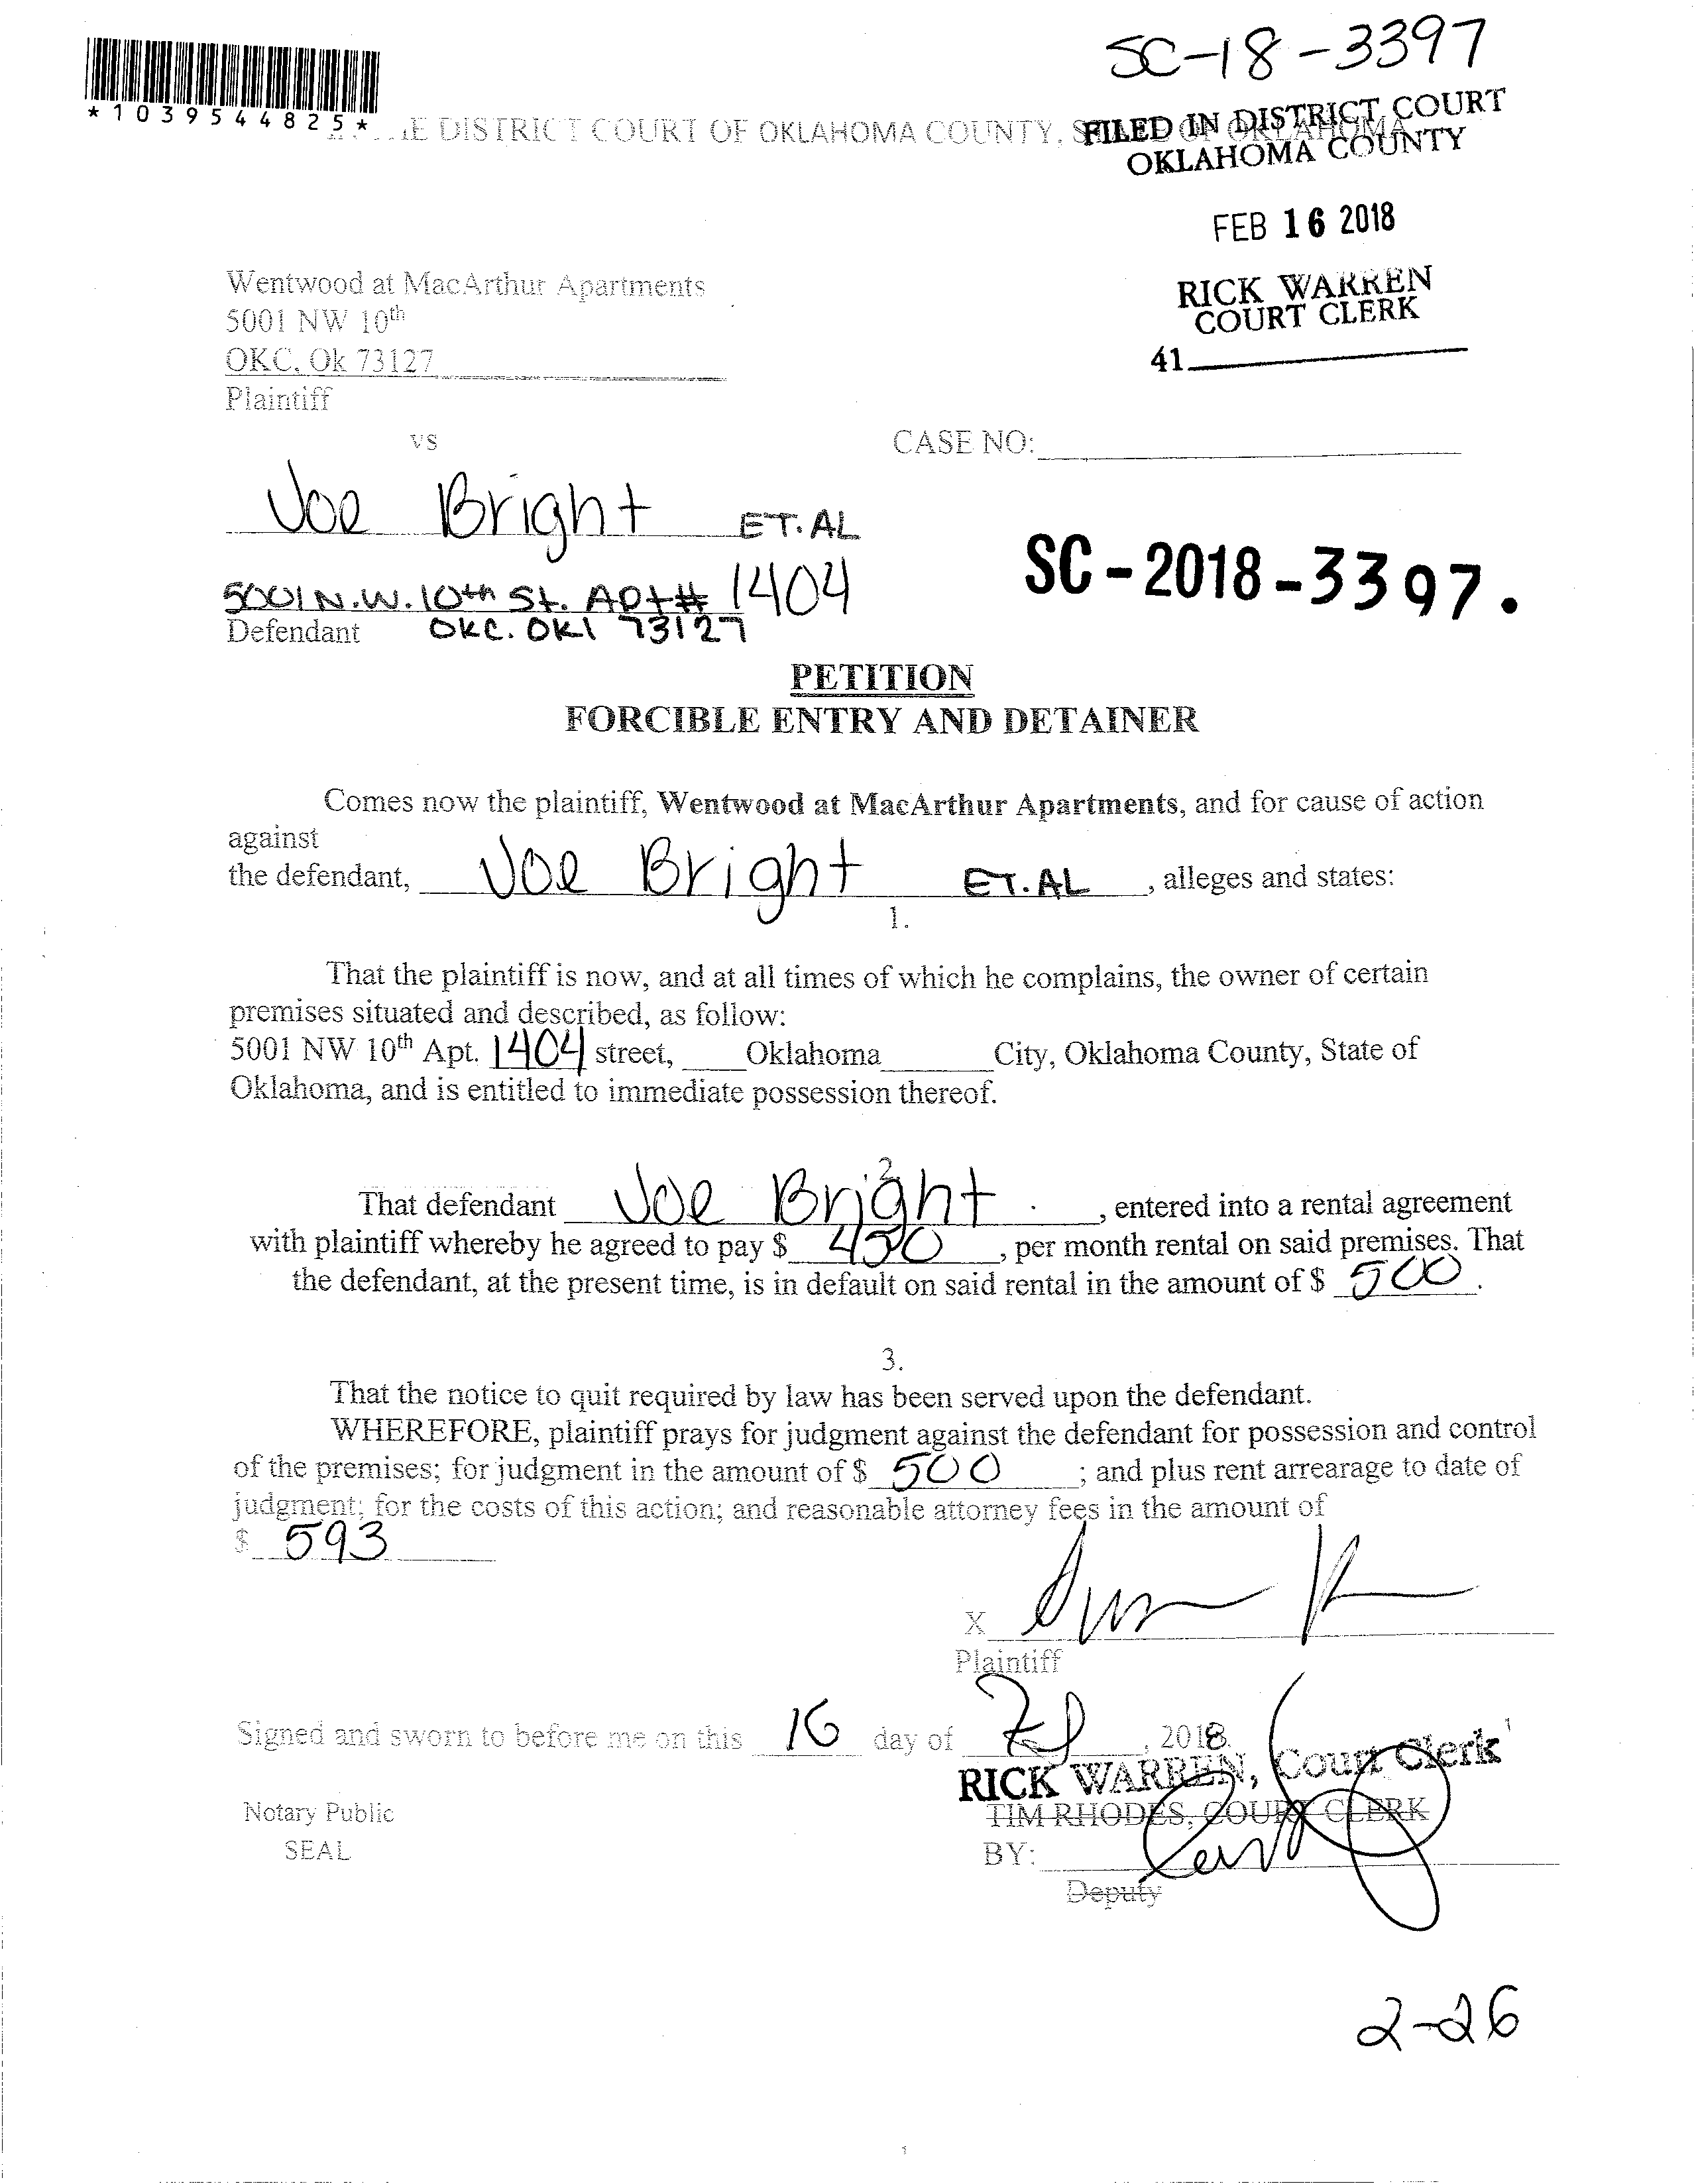 SC-18-3397
*1039544825*
E DISTRICT COURT OF OKLAHOMA COUNTY, S
FILED IN DISTRICT COURT
OKLAHOMA COUNTY
FEB 16 2018
RICK WARREN
COURT CLERK
41
Wentwood at MacArthur Apartments
5001 NW 10th
OKC, Ok 73127
Plaintiff
vs
CASE NO:
Joe Bright ET.AL
SC-2018-3397.
5001 N.W. 10th St. Apt# 1404
Defendant OKC. OKl 73127
PETITION
FORCIBLE ENTRY AND DETAINER
Comes now the plaintiff, Wentwood at MacArthur Apartments, and for cause of action
against
the defendant, Joe Bright ET.AL , alleges and states:
1.
That the plaintiff is now, and at all times of which he complains, the owner of certain
premises situated and described, as follow:
5001 NW 10th Apt. 1404 street, Oklahoma City, Oklahoma County, State of
Oklahoma, and is entitled to immediate possession thereof.
2
That defendant Joe Bright , entered into a rental agreement
with plaintiff whereby he agreed to pay $ , per month rental on said premises. That
the defendant, at the present time, is in default on said rental in the amount of $ 500.
3.
That the notice to quit required by law has been served upon the defendant.
WHEREFORE, plaintiff prays for judgment against the defendant for possession and control
of the premises; for judgment in the amount of $ 500 ; and plus rent arrearage to date of
judgment; for the costs of this action; and reasonable attorney fees in the amount of
$ 593
X
Plaintiff
Signed and sworn to before me on this 16 day of , 2018.
RICK WARREN, Court Clerk
TIM RHODES, COURT CLERK
Notary Public
SEAL
BY:
Deputy
2-26